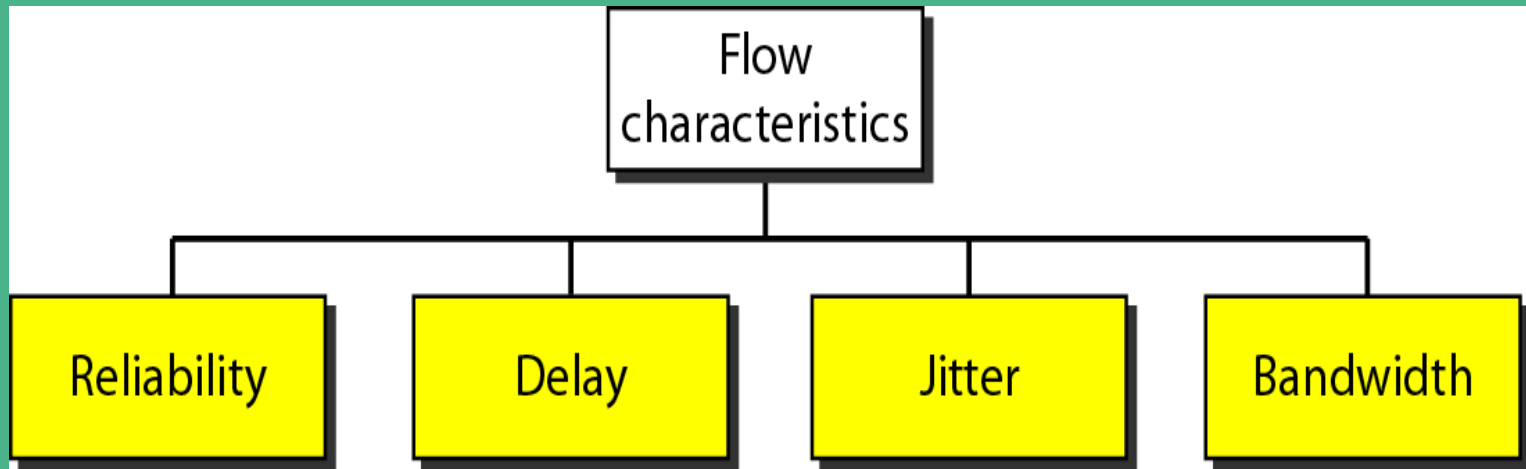 Flow
characteristics
Reliability
Delay
Jitter
Bandwidth